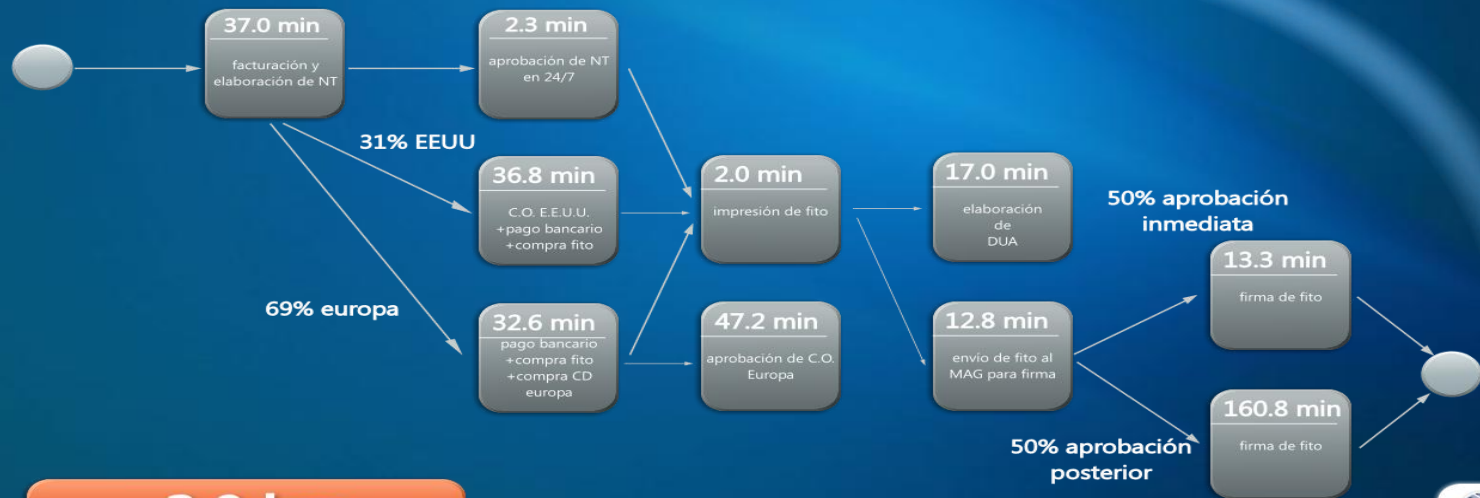 37.0 min
facturación y
elaboración de NT
2.3 min
aprobación de NT
en 24/7
31% EEUU
36.8 min
C.O. E.E.U.U.
+pago bancario
+compra fito
2.0 min
impresión de fito
17.0 min
elaboración
de
DUA
50% aprobación
inmediata
13.3 min
firma de fito
69% europa
32.6 min
pago bancario
+compra fito
+compra CD
europa
47.2 min
aprobación de C.O.
Europa
12.8 min
envío de fito al
MAG para firma
160.8 min
firma de fito
50% aprobación
posterior